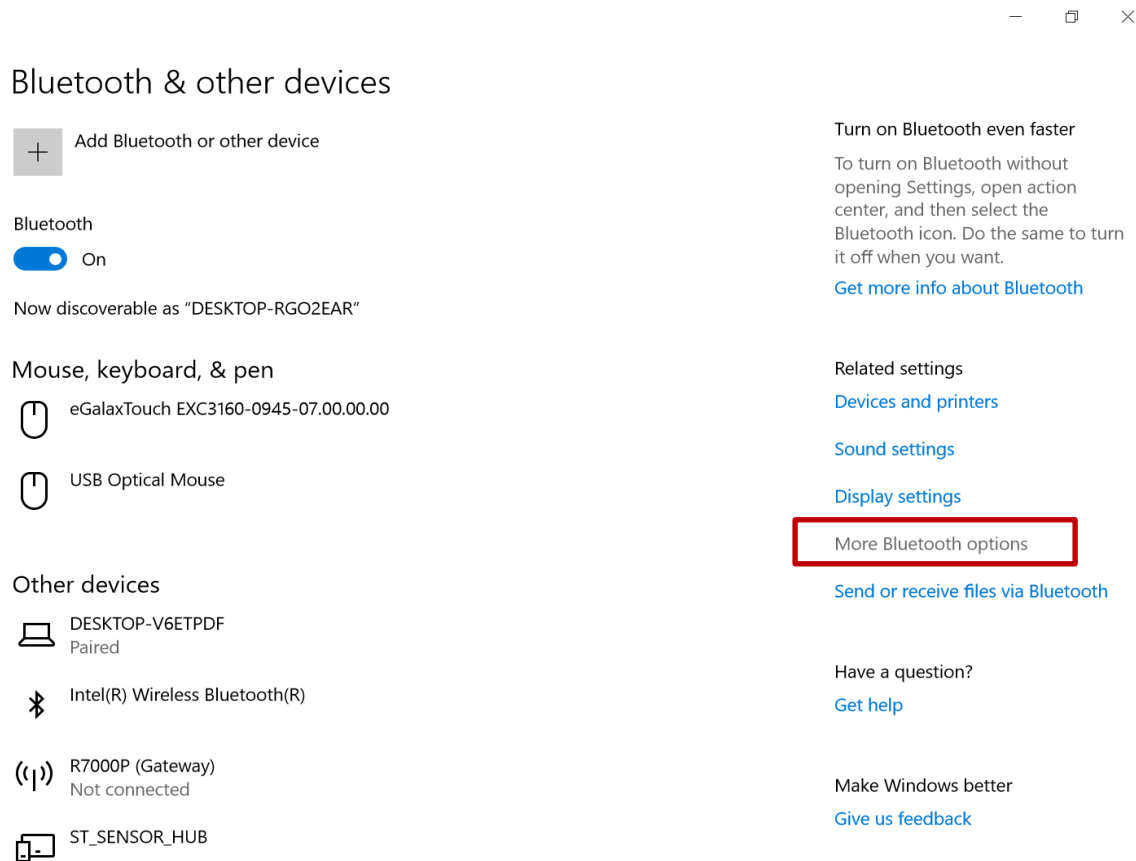 Bluetooth & other devices
Add Bluetooth or other device
Bluetooth
On
Now discoverable as “DESKTOP-RGO2EAR”
Mouse, keyboard, & pen
eGalaxTouch EXC3160-0945-07.00.00.00
USB Optical Mouse
Other devices
DESKTOP-V6ETPDF
Paired
Intel(R) Wireless Bluetooth(R)
R7000P (Gateway)
Not connected
ST_SENSOR_HUB
Turn on Bluetooth even faster
To turn on Bluetooth without
opening Settings, open action
center, and then select the
Bluetooth icon. Do the same to turn
it off when you want.
Get more info about Bluetooth
Related settings
Devices and printers
Sound settings
Display settings
More Bluetooth options
Send or receive files via Bluetooth
Have a question?
Get help
Make Windows better
Give us feedback